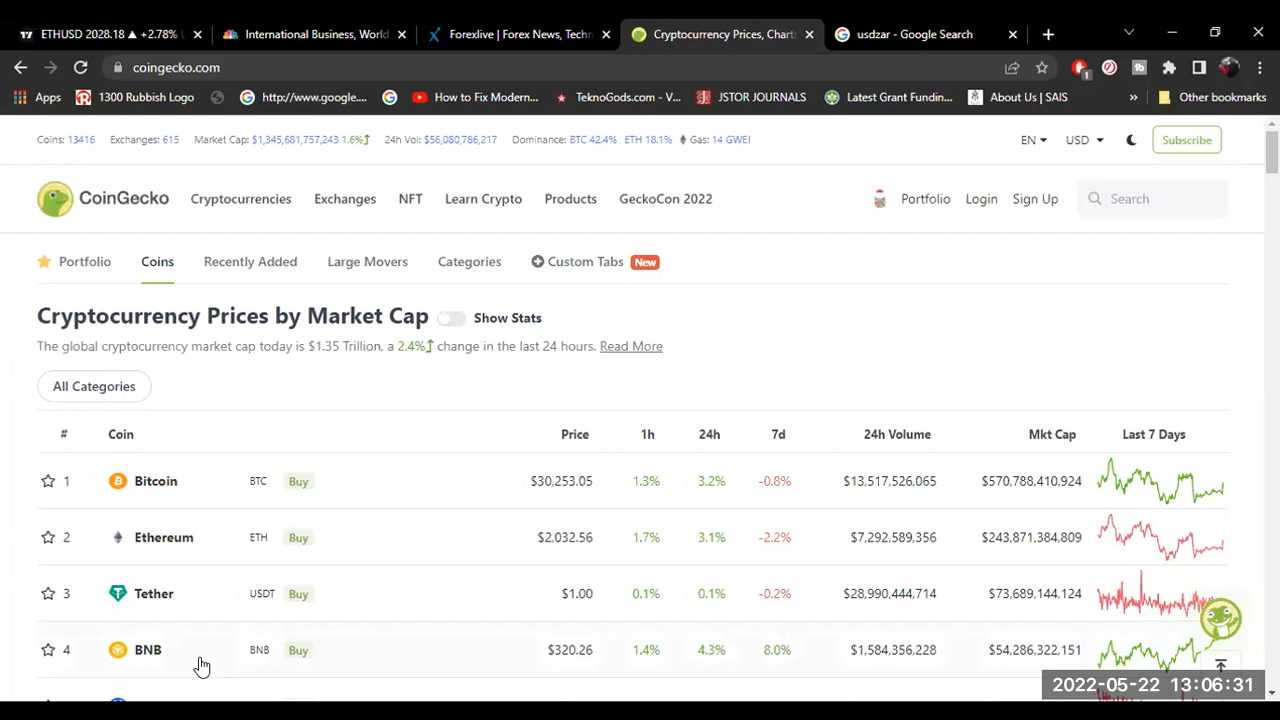 ETHUSD 2028.18 ▲ +2.78% U
International Business, World
Forexlive | Forex News, Techn
Cryptocurrency Prices, Charts
usdzar - Google Search
coingecko.com
1
Apps
1300 Rubbish Logo
http://www.google....
How to Fix Modern...
TeknoGods.com - V...
JSTOR JOURNALS
Latest Grant Fundin...
About Us | SAIS
»
Other bookmarks
Coins: 13416 Exchanges: 615 Market Cap: $1,345,681,757,243 1.6% 24h Vol: $56,080,786,217 Dominance: BTC 42.4% ETH 18.1% Gas: 14 GWEI
EN USD Subscribe
CoinGecko Cryptocurrencies Exchanges NFT Learn Crypto Products GeckoCon 2022 Portfolio Login Sign Up Search
Portfolio Coins Recently Added Large Movers Categories Custom Tabs New
Cryptocurrency Prices by Market Cap Show Stats
The global cryptocurrency market cap today is $1.35 Trillion, a 2.4% change in the last 24 hours. Read More
All Categories
# Coin Price 1h 24h 7d 24h Volume Mkt Cap Last 7 Days
1 Bitcoin BTC Buy $30,253.05 1.3% 3.2% -0.8% $13,517,526,065 $570,788,410,924
2 Ethereum ETH Buy $2,032.56 1.7% 3.1% -2.2% $7,292,589,356 $243,871,384,809
3 Tether USDT Buy $1.00 0.1% 0.1% -0.2% $28,990,444,714 $73,689,144,124
4 BNB BNB Buy $320.26 1.4% 4.3% 8.0% $1,584,356,228 $54,286,322,151
2022-05-22 13:06:31